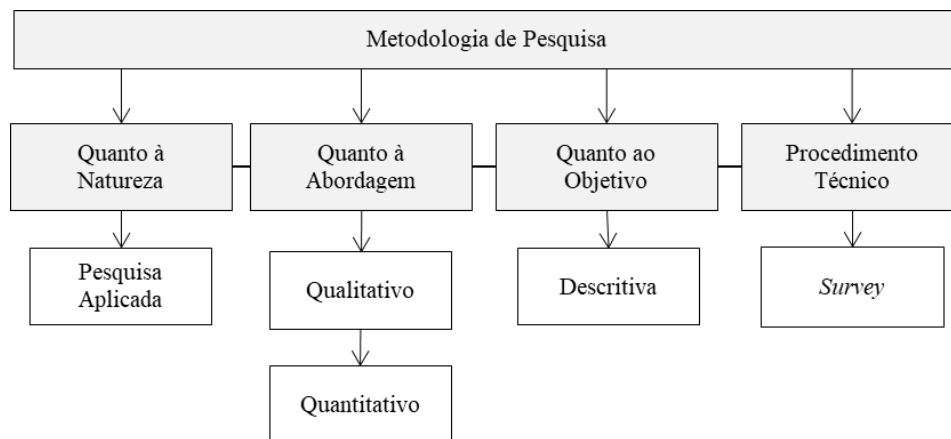 Metodologia de Pesquisa
Quanto à
Natureza
Quanto à
Abordagem
Quanto ao
Objetivo
Procedimento
Técnico
Pesquisa
Aplicada
Qualitativo
Descritiva
Survey
Quantitativo